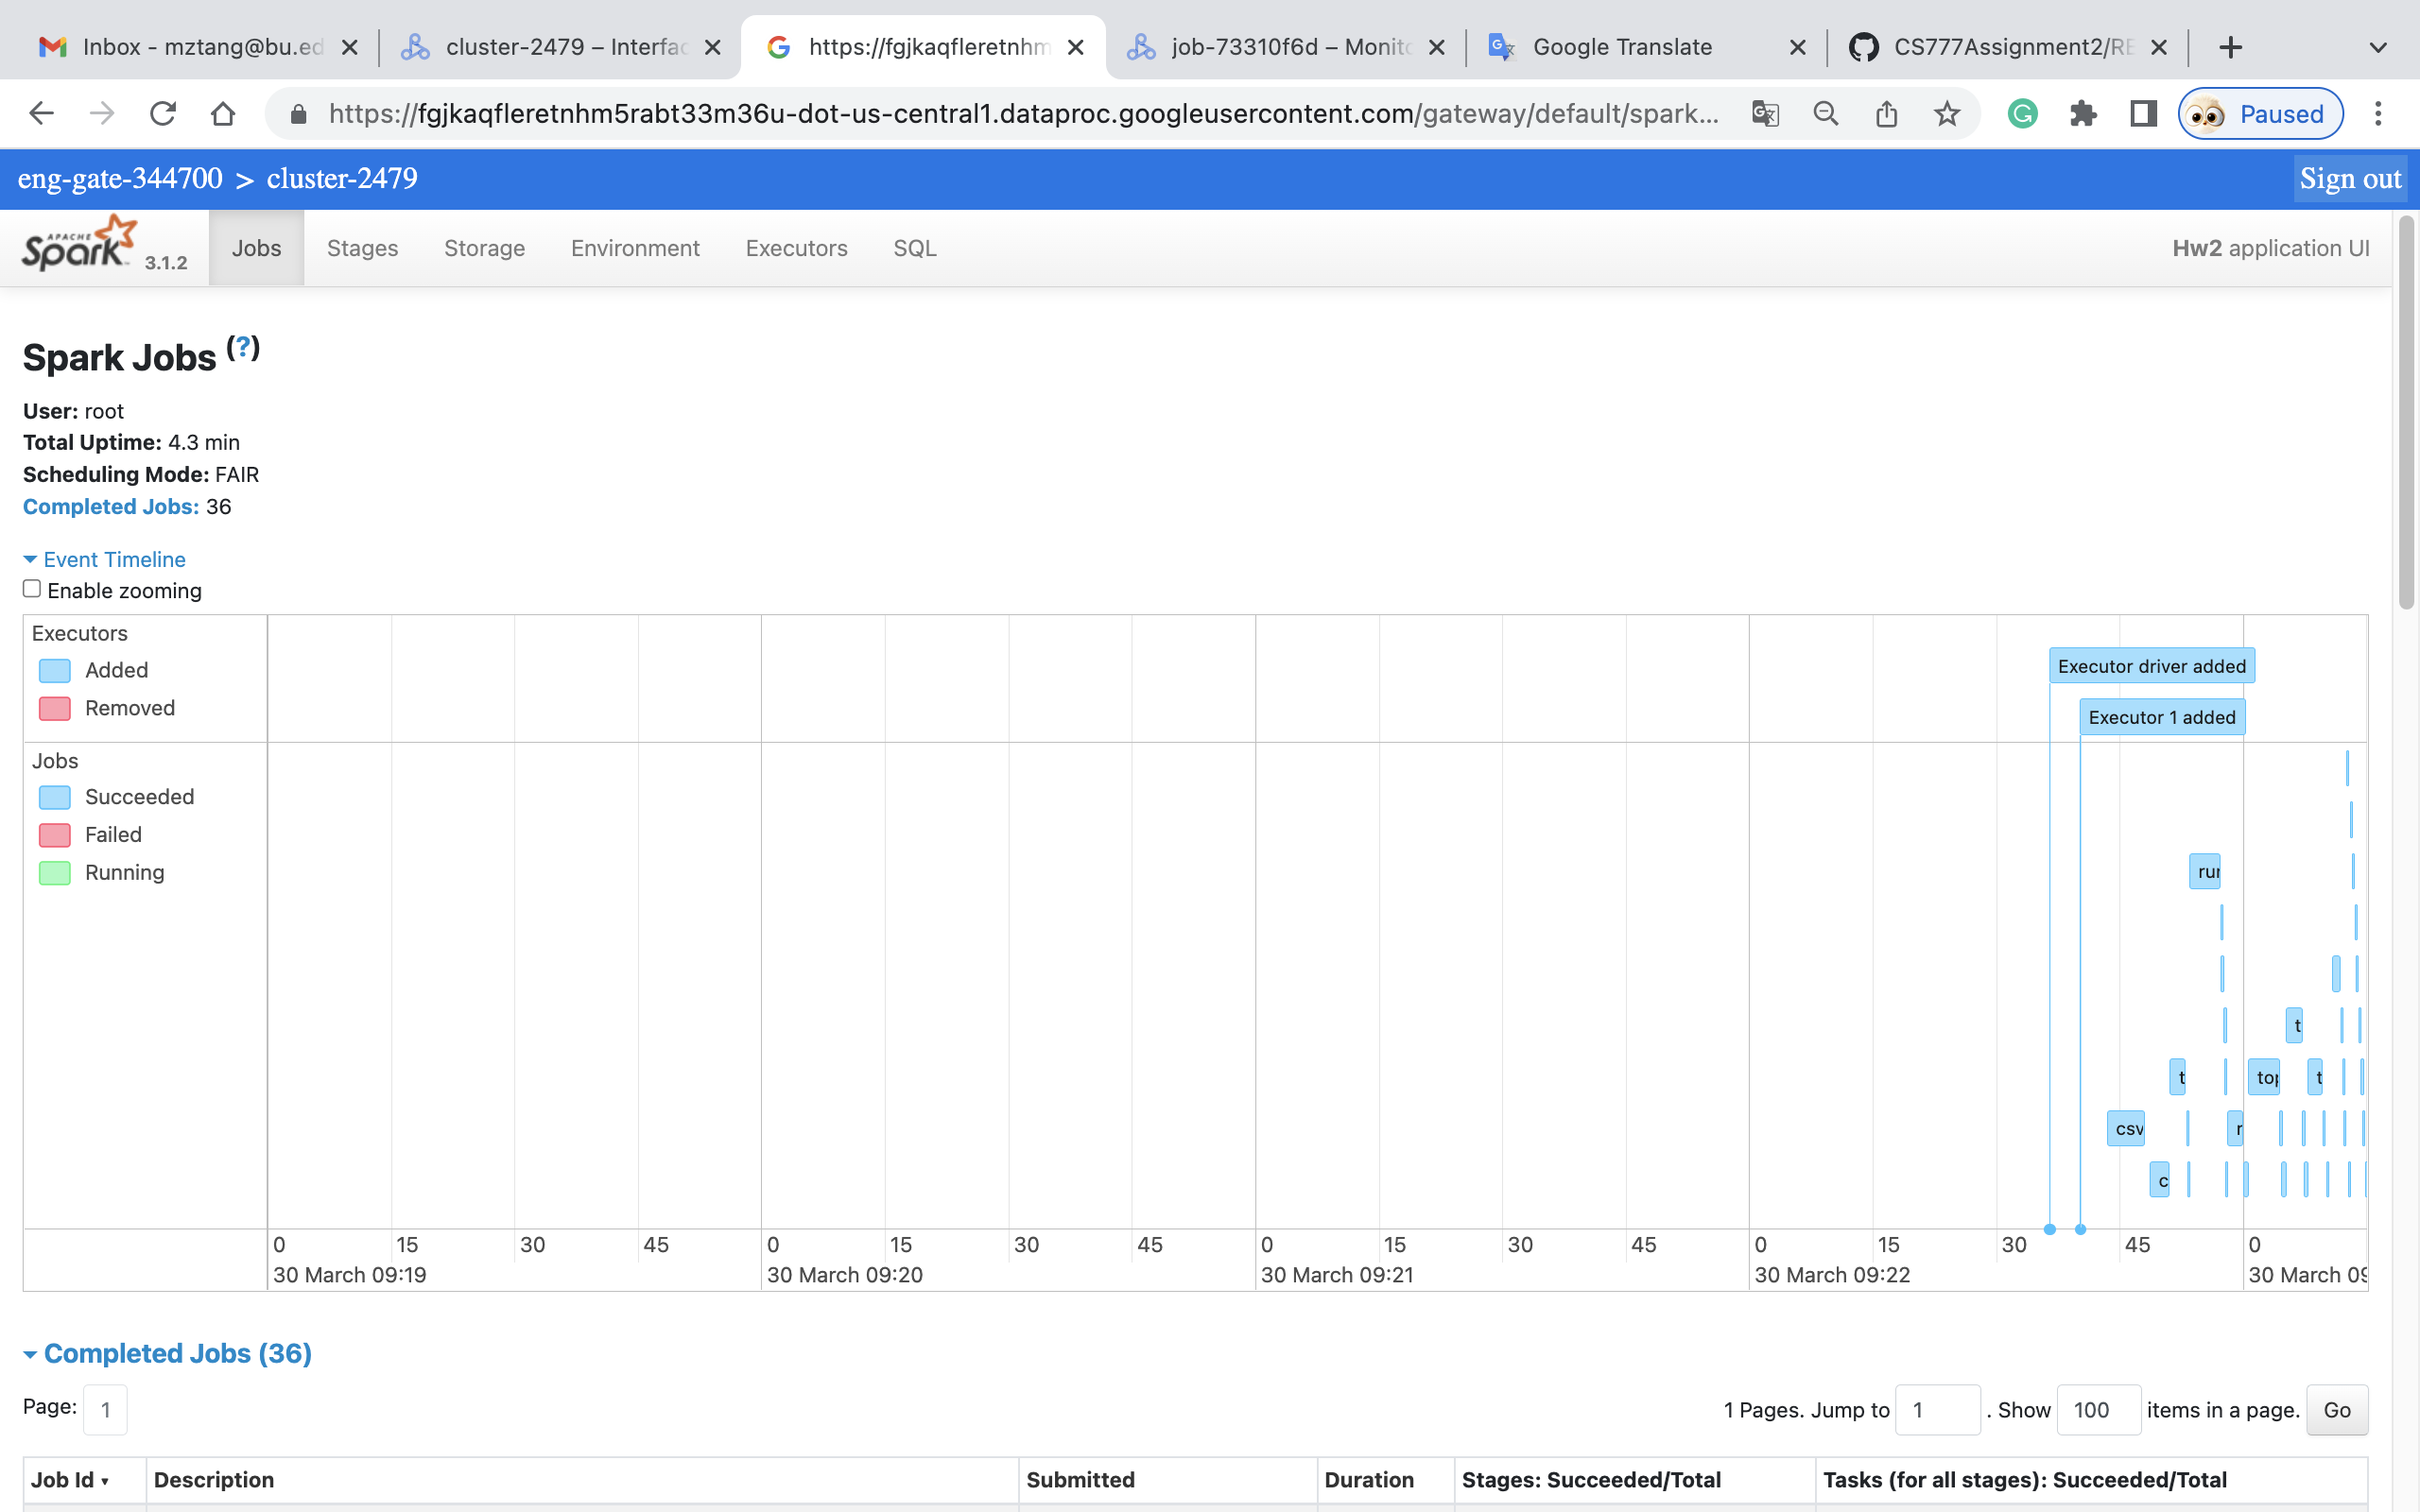 Inbox - mztang@bu.ed
cluster-2479 – Interfac
https://fgjkaqfleretnhm
job-73310f6d – Monito
Google Translate
CS777Assignment2/RE
https://fgjkaqfleretnhm5rabt33m36u-dot-us-central1.dataproc.googleusercontent.com/gateway/default/spark...
Paused
eng-gate-344700 > cluster-2479
Sign out
APACHE Spark 3.1.2
Jobs
Stages
Storage
Environment
Executors
SQL
Hw2 application UI
Spark Jobs (?)
User: root
Total Uptime: 4.3 min
Scheduling Mode: FAIR
Completed Jobs: 36
Event Timeline
Enable zooming
Executors
Added
Removed
Executor driver added
Executor 1 added
Jobs
Succeeded
Failed
Running
run
t
t
top
t
csv
r
c
0 15 30 45 0 15 30 45 0 15 30 45 0 15 30 45 0
30 March 09:19 30 March 09:20 30 March 09:21 30 March 09:22 30 March 09
Completed Jobs (36)
Page: 1
1 Pages. Jump to 1 . Show 100 items in a page. Go
Job Id Description Submitted Duration Stages: Succeeded/Total Tasks (for all stages): Succeeded/Total